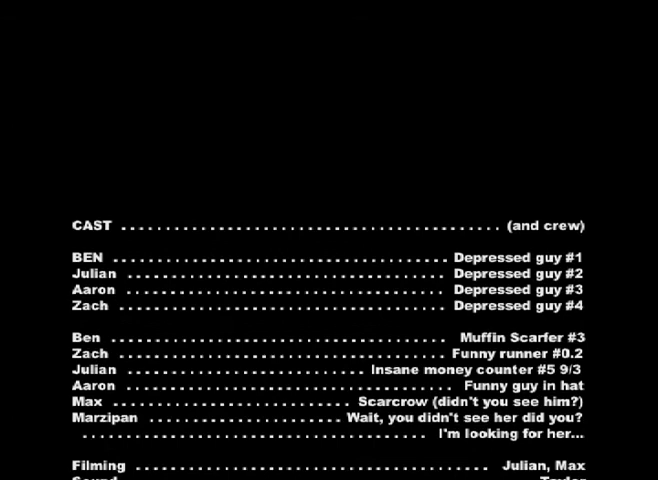 CAST ........................................... (and crew)
BEN ...................................... Depressed guy #1
Julian .................................... Depressed guy #2
Aaron .................................... Depressed guy #3
Zach ..................................... Depressed guy #4
Ben ...................................... Muffin Scarfer #3
Zach ..................................... Funny runner #0.2
Julian ........................... Insane money counter #5 9/3
Aaron ...................................... Funny guy in hat
Max ........................... Scarcrow (didn't you see him?)
Marzipan ...................... Wait, you didn't see her did you?
....................................... I'm looking for her...
Filming ........................................ Julian, Max
Sound Taylor